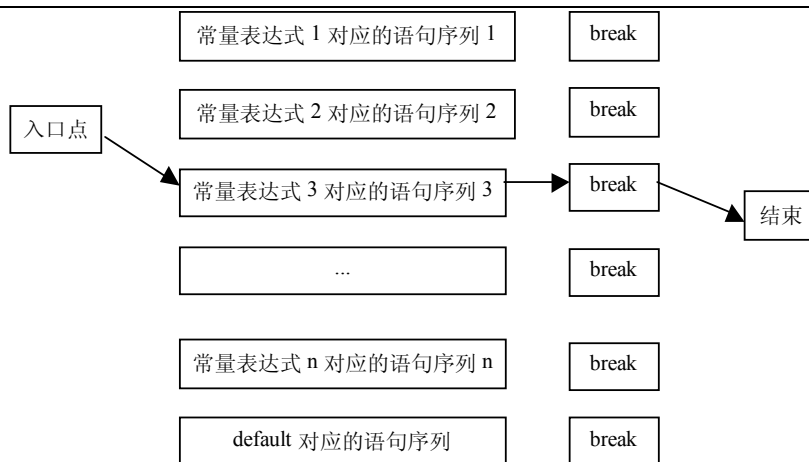 常量表达式 1 对应的语句序列 1 break
常量表达式 2 对应的语句序列 2 break
入口点
常量表达式 3 对应的语句序列 3 break
结束
... break
常量表达式 n 对应的语句序列 n break
default 对应的语句序列 break